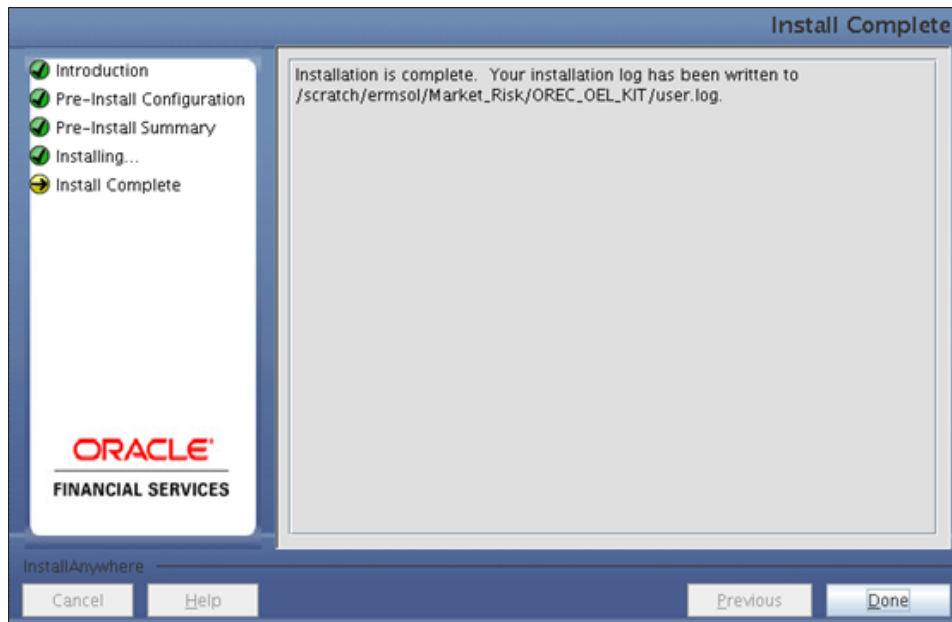 Install Complete
Introduction
Pre-Install Configuration
Pre-Install Summary
Installing...
Install Complete
Installation is complete. Your installation log has been written to
/scratch/ermsol/Market_Risk/OREC_OEL_KIT/user.log.
ORACLE®
FINANCIAL SERVICES
InstallAnywhere
Cancel
Help
Previous
Done